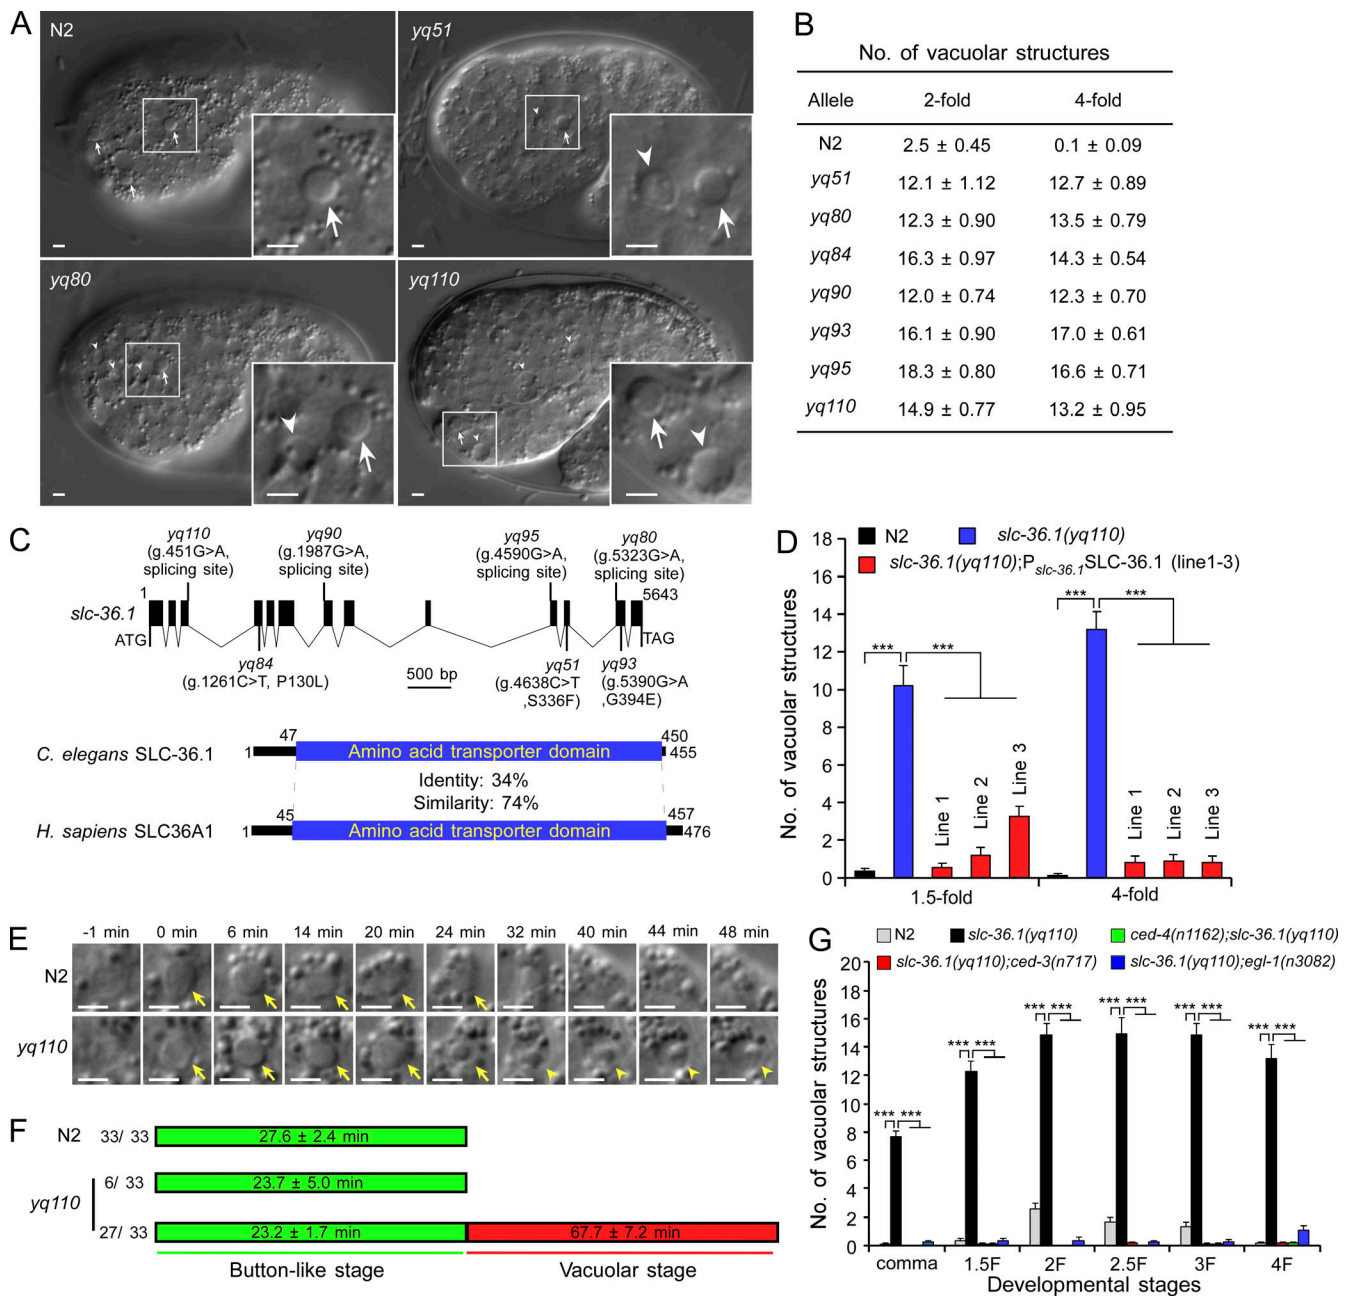 A
N2
yq51
yq80
yq110
B
No. of vacuolar structures
Allele 2-fold 4-fold
N2 2.5 ± 0.45 0.1 ± 0.09
yq51 12.1 ± 1.12 12.7 ± 0.89
yq80 12.3 ± 0.90 13.5 ± 0.79
yq84 16.3 ± 0.97 14.3 ± 0.54
yq90 12.0 ± 0.74 12.3 ± 0.70
yq93 16.1 ± 0.90 17.0 ± 0.61
yq95 18.3 ± 0.80 16.6 ± 0.71
yq110 14.9 ± 0.77 13.2 ± 0.95
C
yq110 yq90 yq95 yq80
(g.451G>A, (g.1987G>A, (g.4590G>A, (g.5323G>A,
splicing site) splicing site) splicing site) splicing site)
1 5643
slc-36.1
ATG TAG
yq84 500 bp yq51 yq93
(g.1261C>T, P130L) (g.4638C>T (g.5390G>A
,S336F) ,G394E)
47 450
C. elegans SLC-36.1 1 Amino acid transporter domain 455
Identity: 34%
Similarity: 74%
45 457
H. sapiens SLC36A1 1 Amino acid transporter domain 476
D
N2 slc-36.1(yq110)
slc-36.1(yq110);Pslc-36.1SLC-36.1 (line1-3)
No. of vacuolar structures
18
16
14
12
10
8
6
4
2
0
*** *** *** ***
Line 1 Line 2 Line 3 Line 1 Line 2 Line 3
1.5-fold 4-fold
E
-1 min 0 min 6 min 14 min 20 min 24 min 32 min 40 min 44 min 48 min
N2
yq110
F
N2 33/ 33 27.6 ± 2.4 min
yq110
6/ 33 23.7 ± 5.0 min
27/ 33 23.2 ± 1.7 min 67.7 ± 7.2 min
Button-like stage Vacuolar stage
G
N2 slc-36.1(yq110) ced-4(n1162);slc-36.1(yq110)
slc-36.1(yq110);ced-3(n717) slc-36.1(yq110);egl-1(n3082)
No. of vacuolar structures
20
18
16
14
12
10
8
6
4
2
0
*** *** *** *** *** *** *** *** *** *** *** ***
comma 1.5F 2F 2.5F 3F 4F
Developmental stages